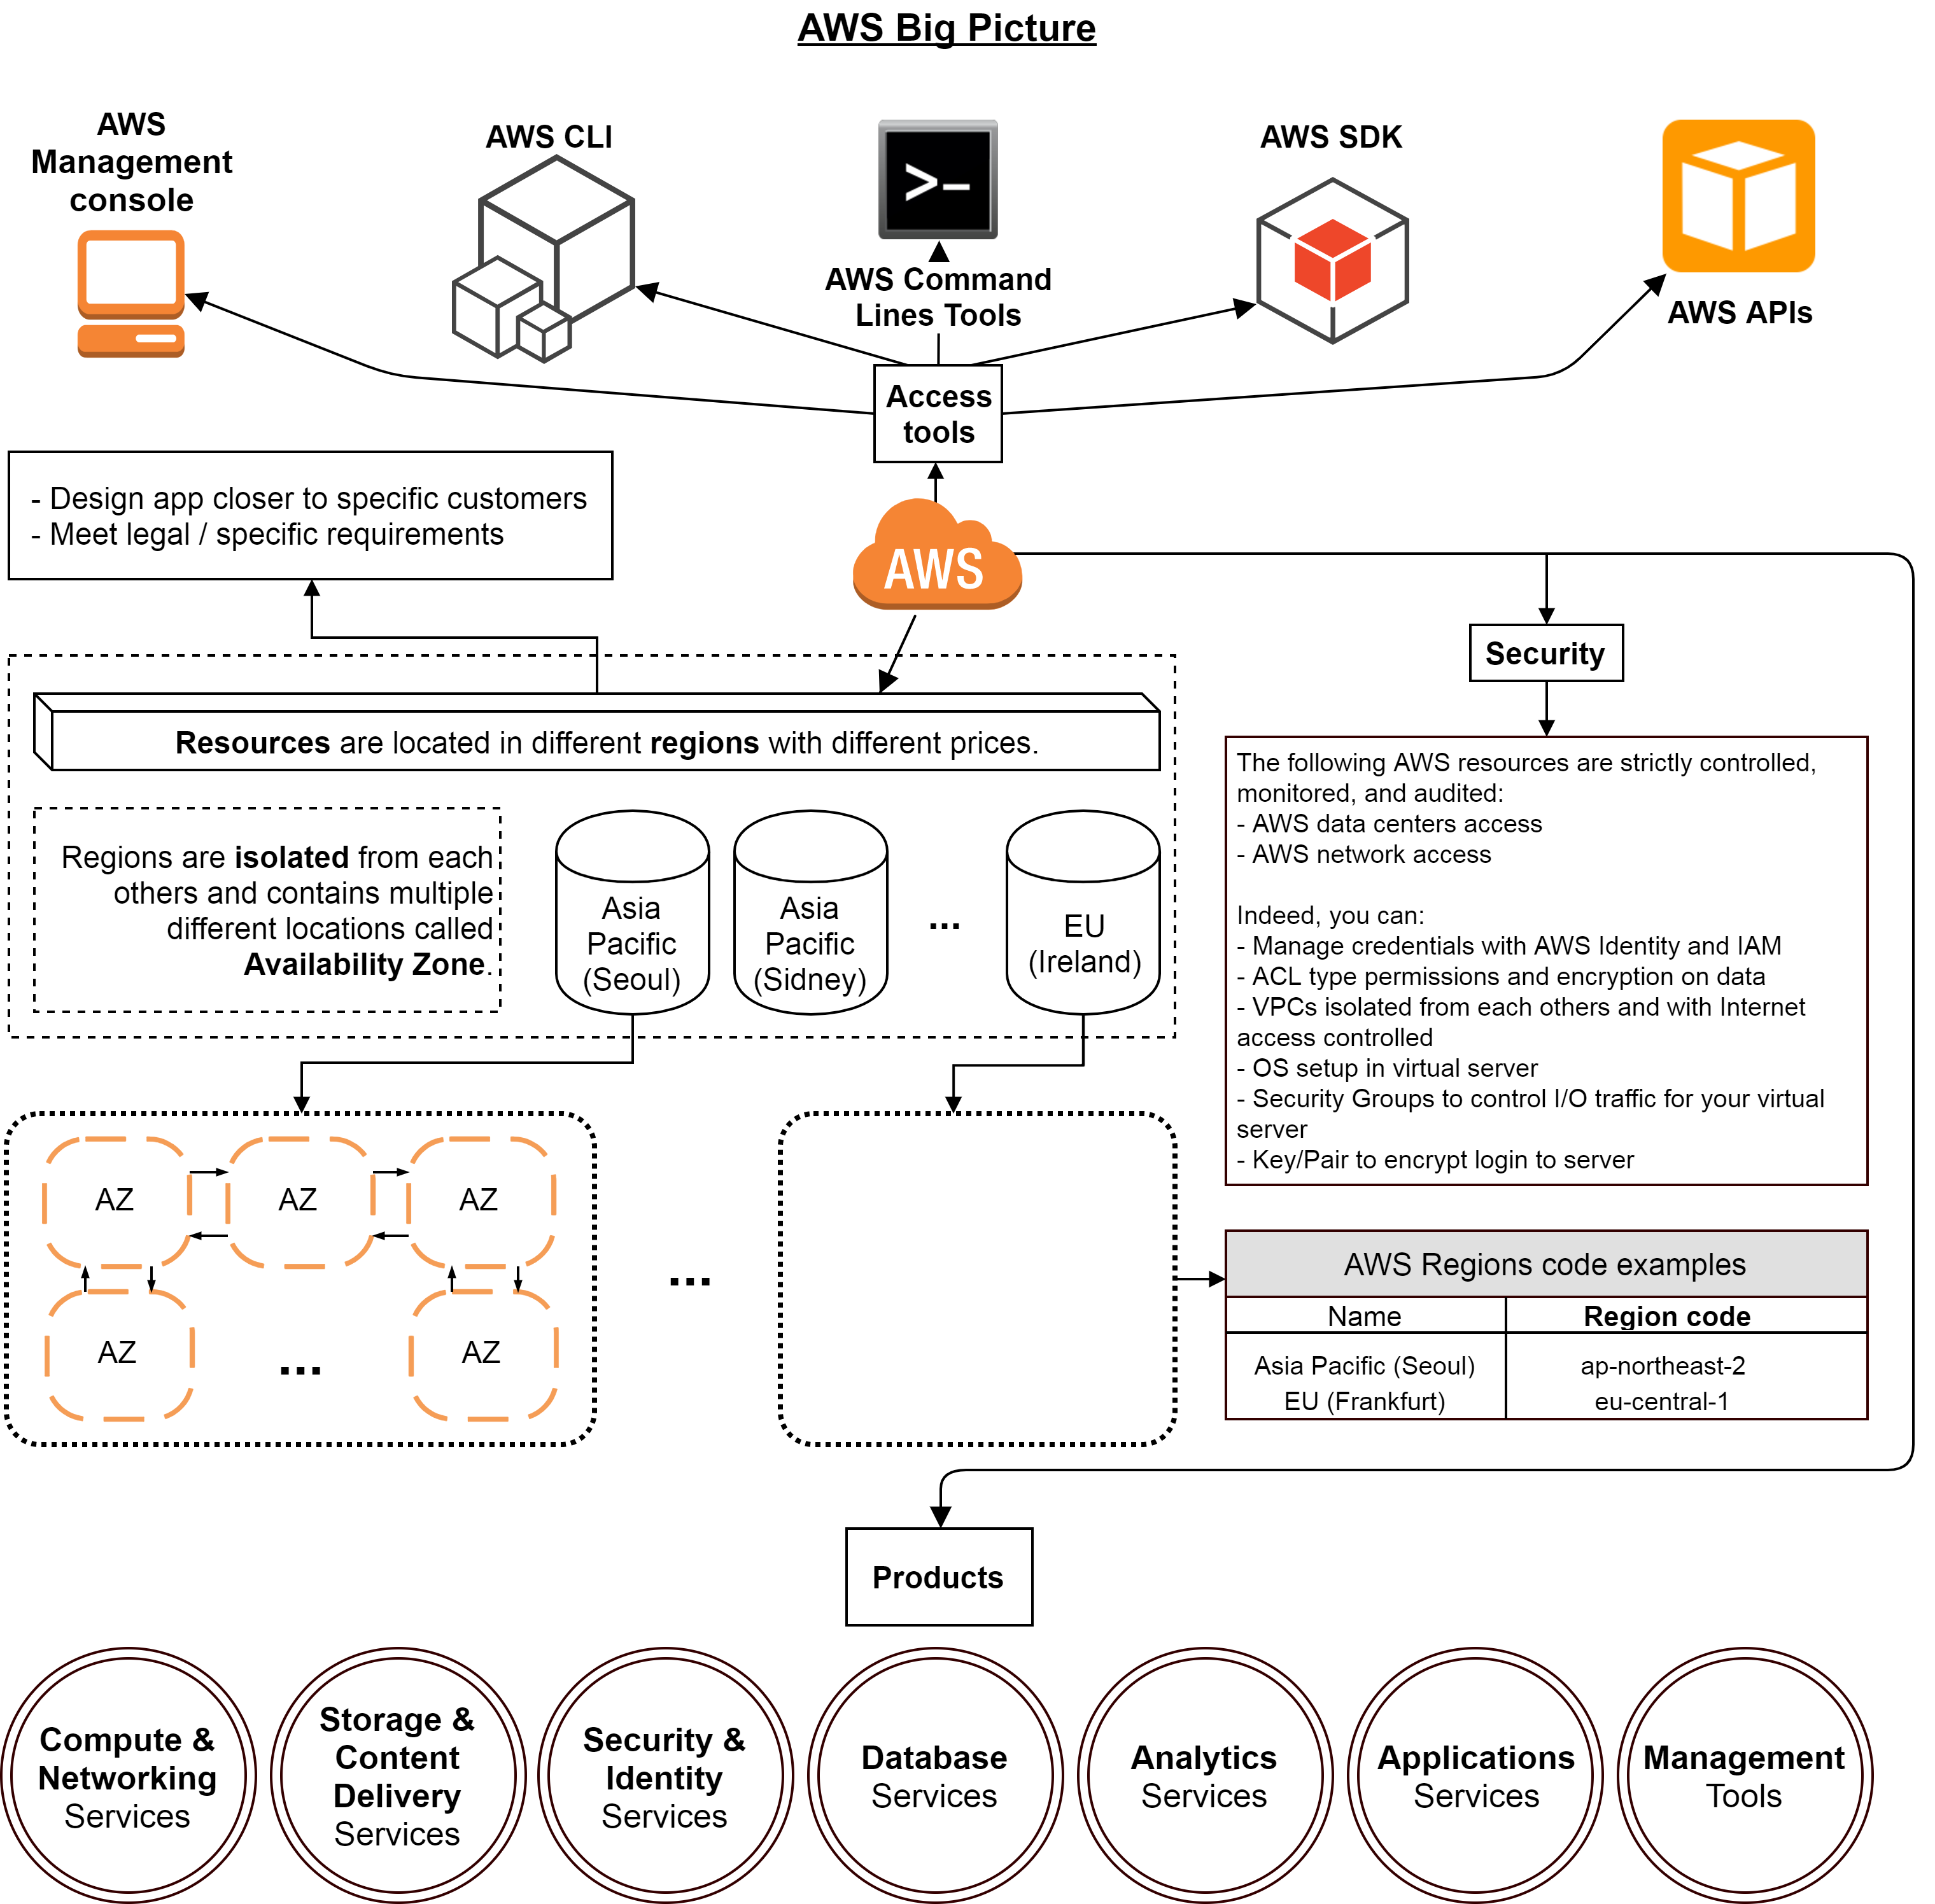 AWS Big Picture
AWS
Management
console
AWS CLI
>_
AWS Command
Lines Tools
AWS SDK
AWS APIs
Access
tools
- Design app closer to specific customers
- Meet legal / specific requirements
AWS
Security
Resources are located in different regions with different prices.
Regions are isolated from each
others and contains multiple
different locations called
Availability Zone.
Asia
Pacific
(Seoul)
Asia
Pacific
(Sidney)
...
EU
(Ireland)
The following AWS resources are strictly controlled,
monitored, and audited:
- AWS data centers access
- AWS network access
Indeed, you can:
- Manage credentials with AWS Identity and IAM
- ACL type permissions and encryption on data
- VPCs isolated from each others and with Internet
access controlled
- OS setup in virtual server
- Security Groups to control I/O traffic for your virtual
server
- Key/Pair to encrypt login to server
AZ
AZ
AZ
AZ
...
AZ
...
AWS Regions code examples
Name
Region code
Asia Pacific (Seoul)
ap-northeast-2
EU (Frankfurt)
eu-central-1
Products
Compute &
Networking
Services
Storage &
Content
Delivery
Services
Security &
Identity
Services
Database
Services
Analytics
Services
Applications
Services
Management
Tools